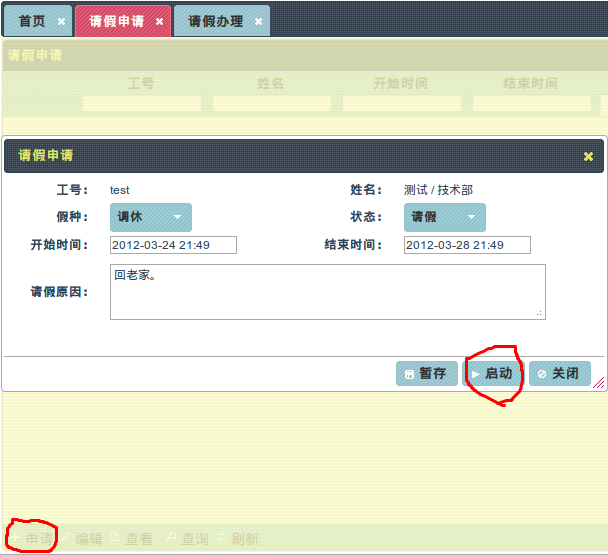 首页
请假申请
请假办理
请假申请
工号 姓名 开始时间 结束时间
请假申请
工号： test 姓名： 测试 / 技术部
假种： 调休 状态： 请假
开始时间： 2012-03-24 21:49 结束时间： 2012-03-28 21:49
请假原因： 回老家。
暂存 启动 关闭
申请 编辑 查看 查询 刷新